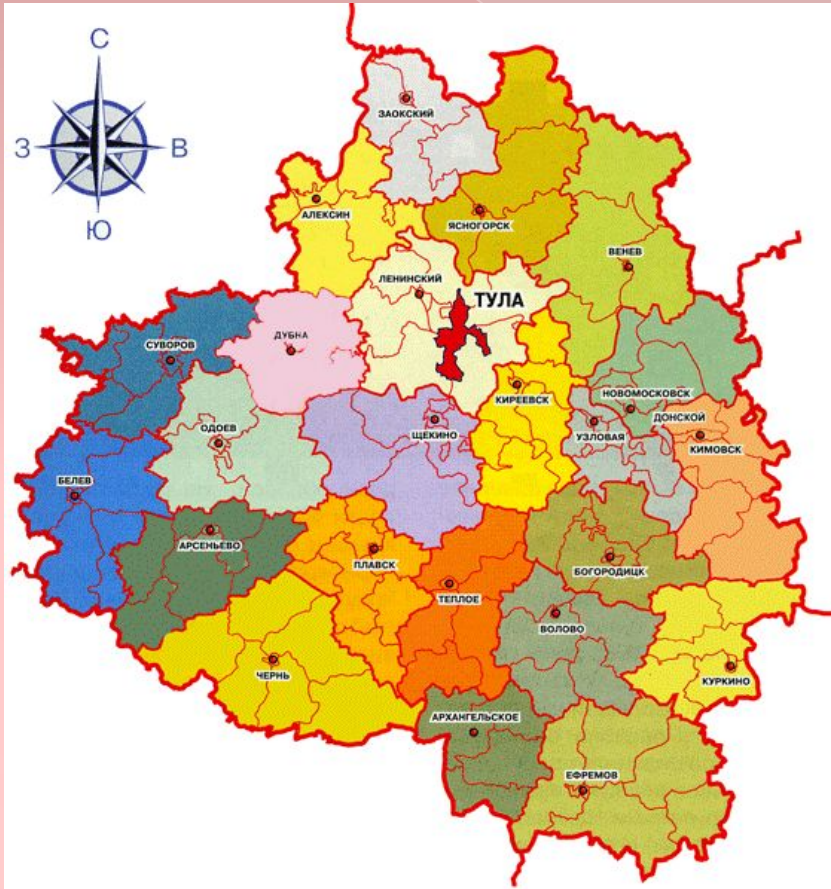 С
З
В
Ю
ЗАОКСКИЙ
АЛЕКСИН
ЯСНОГОРСК
ВЕНЕВ
ЛЕНИНСКИЙ
ТУЛА
ДУБНА
СУВОРОВ
КИРЕЕВСК
НОВОМОСКОВСК
ДОНСКОЙ
ЩЕКИНО
УЗЛОВАЯ
КИМОВСК
ОДОЕВ
БЕЛЕВ
АРСЕНЬЕВО
ПЛАВСК
БОГОРОДИЦК
ТЕПЛОЕ
ВОЛОВО
ЧЕРНЬ
КУРКИНО
АРХАНГЕЛЬСКОЕ
ЕФРЕМОВ